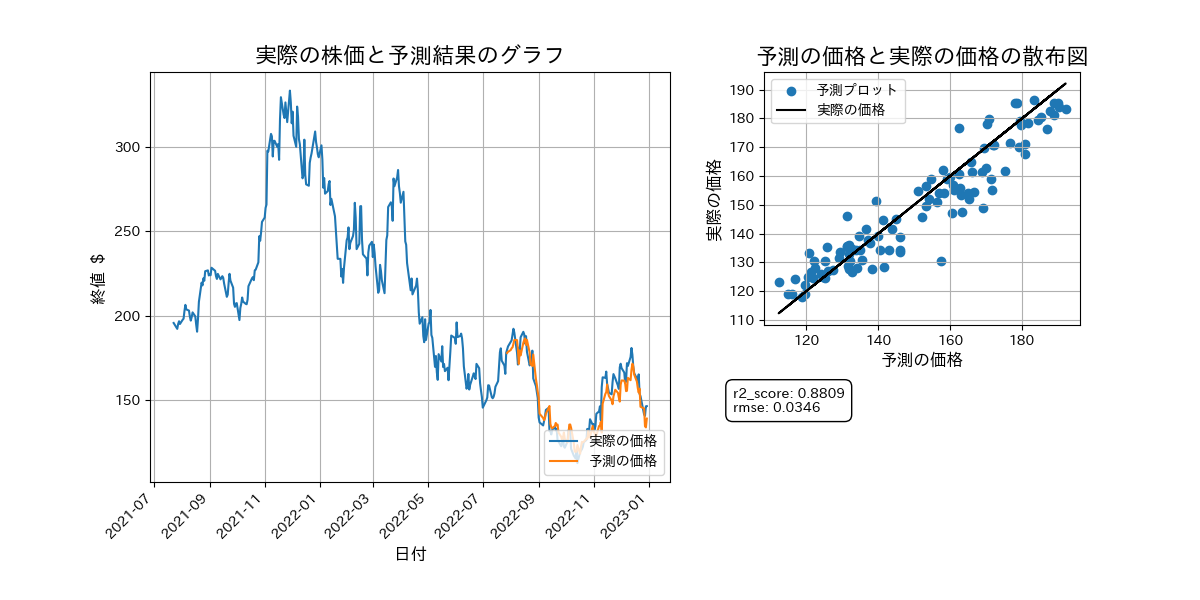 実際の株価と予測結果のグラフ
終値 $
300
250
200
150
2021-07
2021-09
2021-11
2022-01
2022-03
2022-05
2022-07
2022-09
2022-11
2023-01
日付
実際の価格
予測の価格
予測の価格と実際の価格の散布図
実際の価格
190
180
170
160
150
140
130
120
110
120
140
160
180
予測の価格
予測プロット
実際の価格
r2_score: 0.8809
rmse: 0.0346